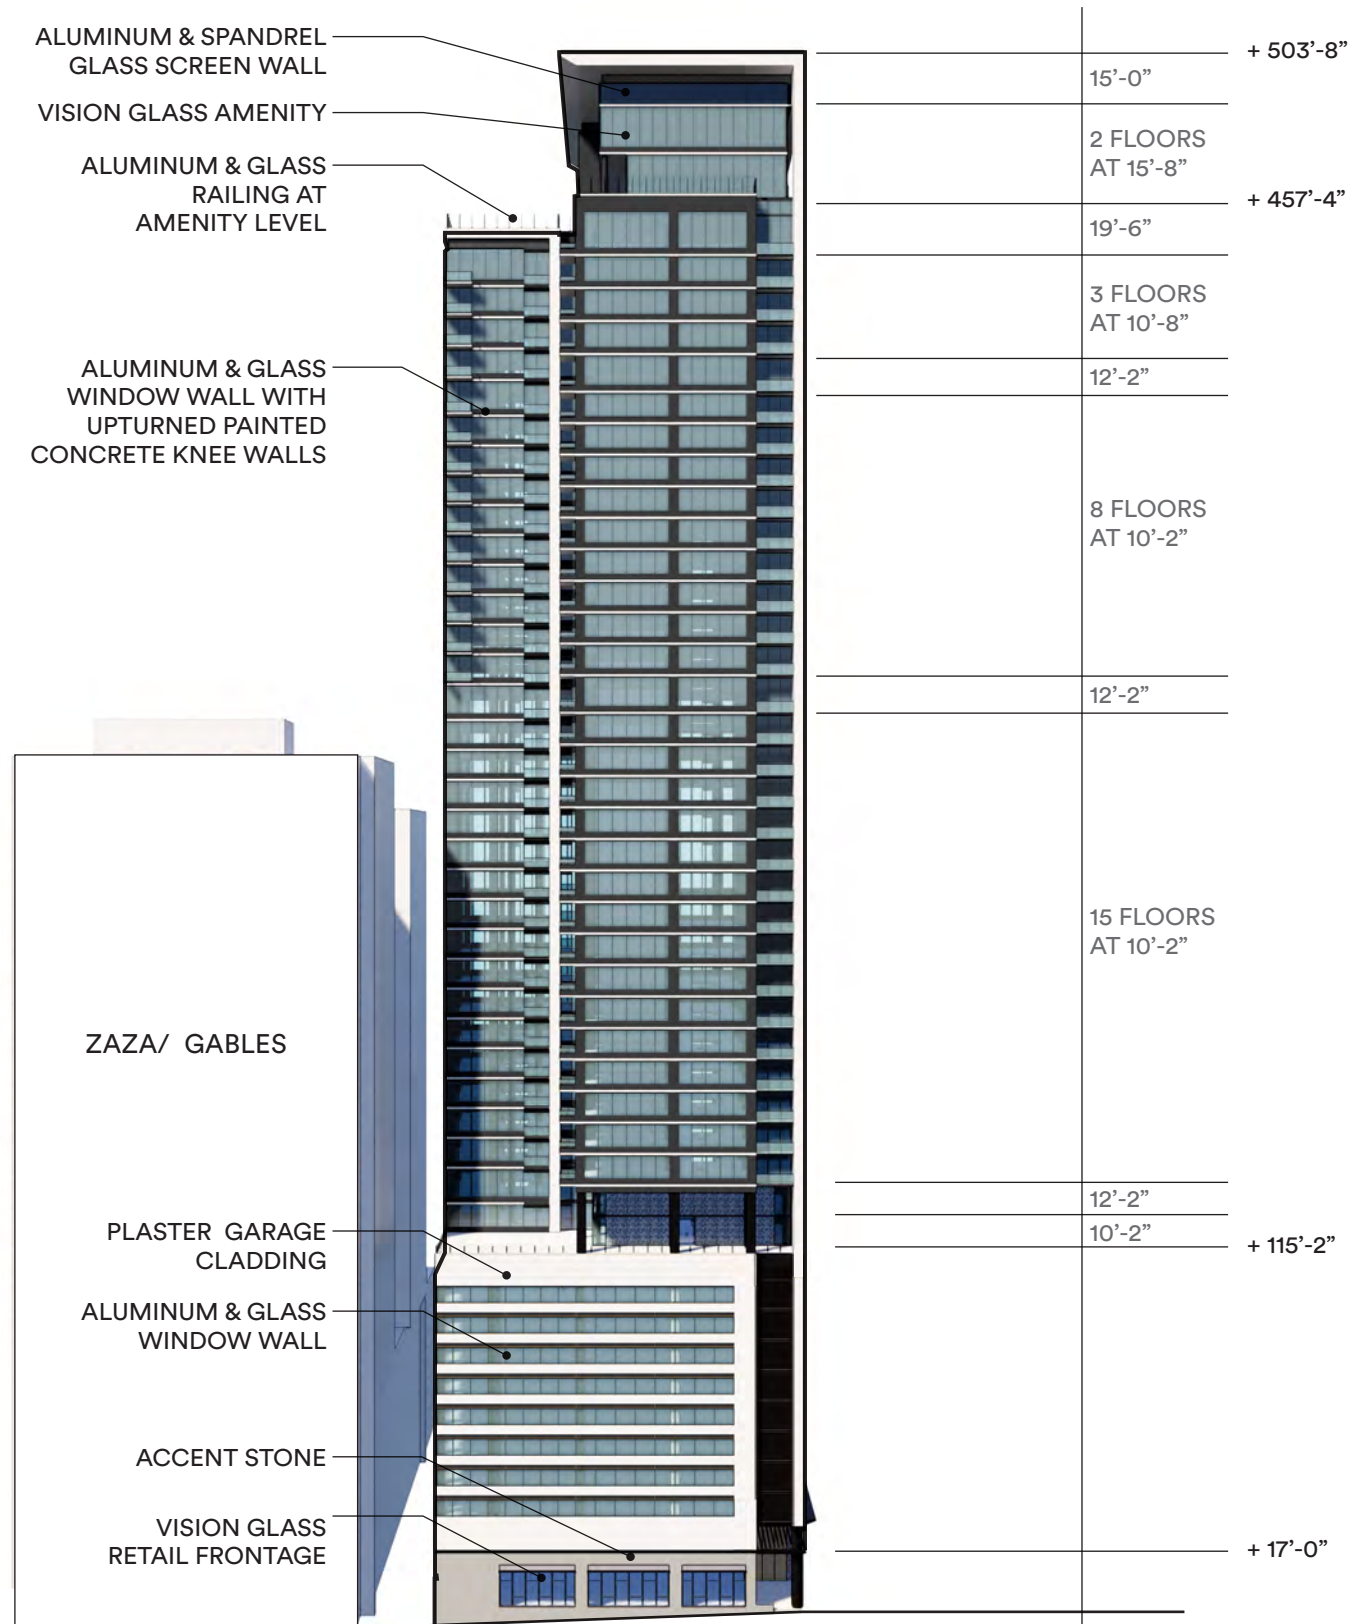 ALUMINUM & SPANDREL
GLASS SCREEN WALL
VISION GLASS AMENITY
ALUMINUM & GLASS
RAILING AT
AMENITY LEVEL
ALUMINUM & GLASS
WINDOW WALL WITH
UPTURNED PAINTED
CONCRETE KNEE WALLS
ZAZA/ GABLES
PLASTER GARAGE
CLADDING
ALUMINUM & GLASS
WINDOW WALL
ACCENT STONE
VISION GLASS
RETAIL FRONTAGE
15’-0”
2 FLOORS
AT 15’-8”
19’-6”
3 FLOORS
AT 10’-8”
12’-2”
8 FLOORS
AT 10’-2”
12’-2”
15 FLOORS
AT 10’-2”
12’-2”
10’-2”
+ 503’-8”
+ 457’-4”
+ 115’-2”
+ 17’-0”